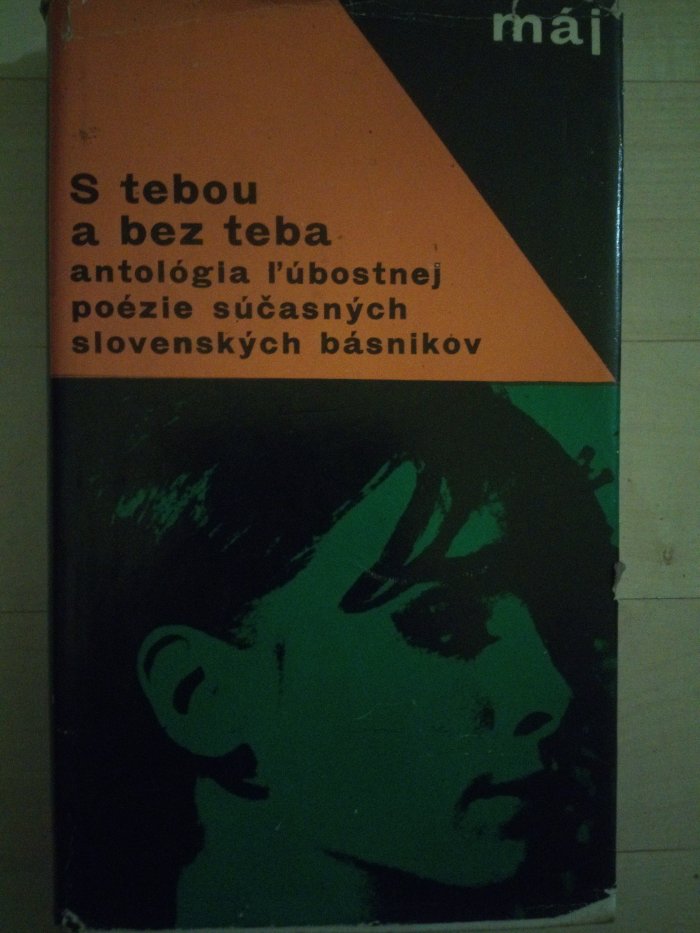 máj
S tebou
a bez teba
antológia ľúbostnej
poézie súčasných
slovenských básnikov